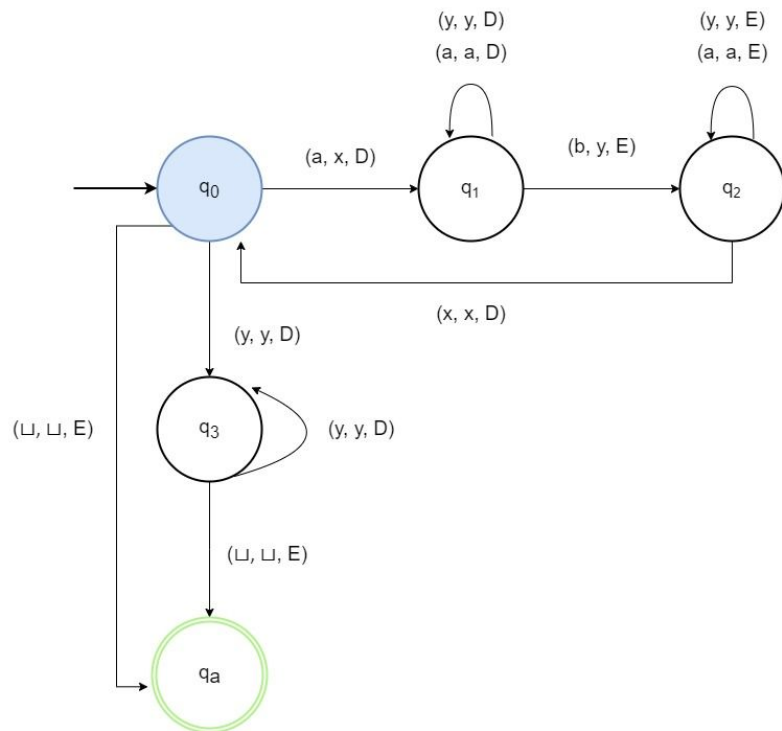 (y, y, D)
(a, a, D)
(y, y, E)
(a, a, E)
(a, x, D)
(b, y, E)
q₀
q₁
q₂
(x, x, D)
(y, y, D)
(⊔, ⊔, E)
q₃
(y, y, D)
(⊔, ⊔, E)
qₐ